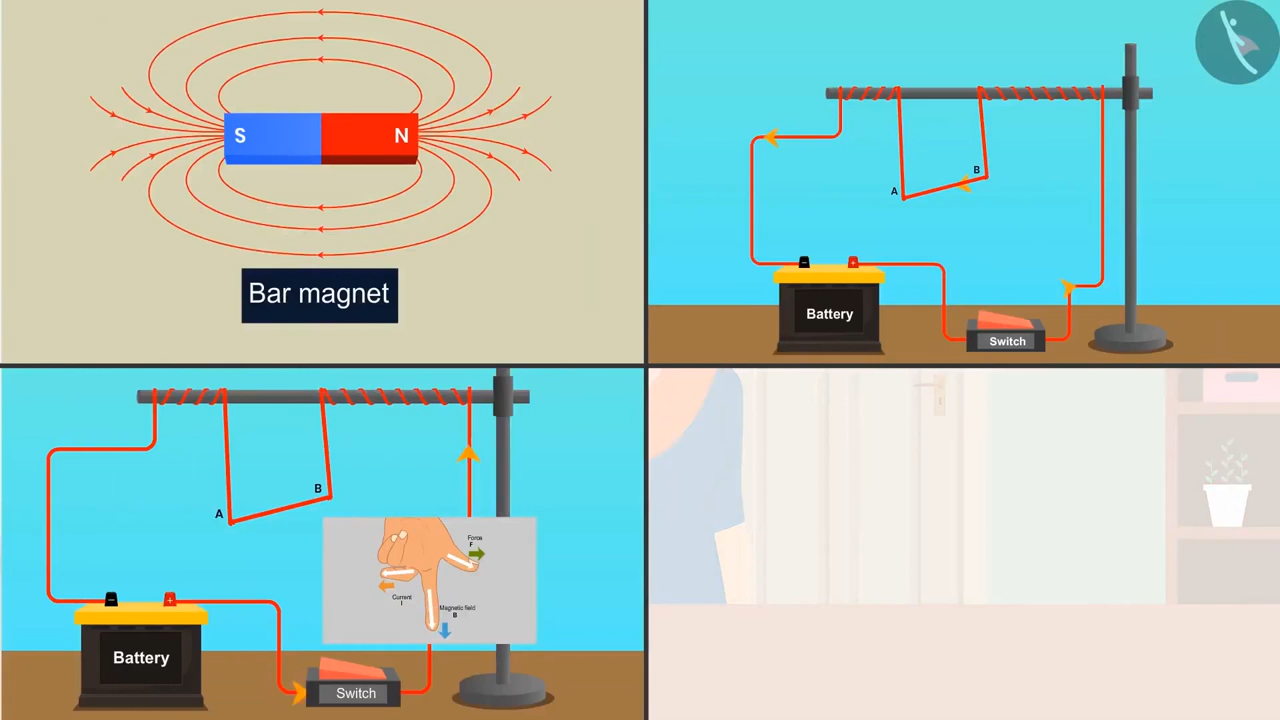 S
N
Bar magnet
A
B
- +
Battery
Switch
A
B
- +
Battery
Switch
Force
F
Current
I
Magnetic field
B